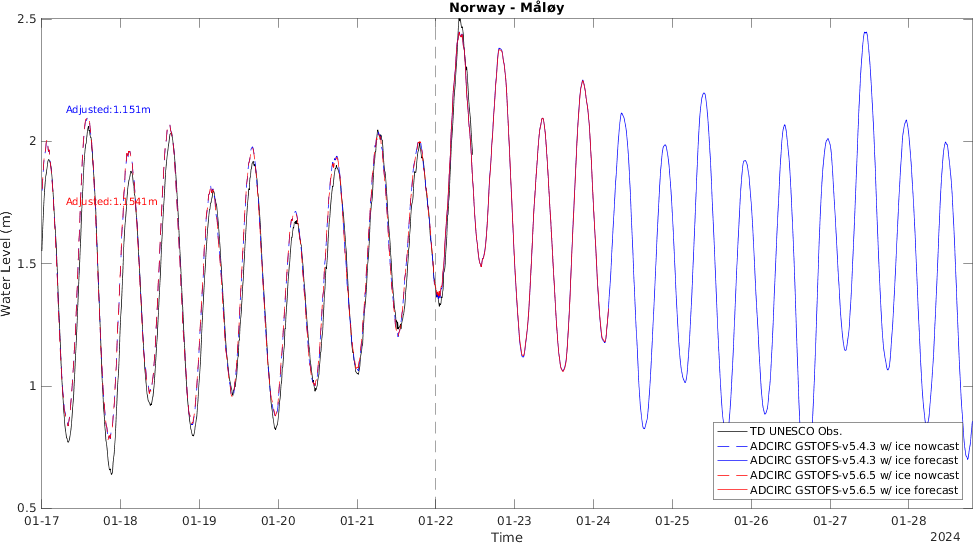 Norway - Måløy
2.5
2
1.5
1
0.5
Water Level (m)
Adjusted:1.151m
Adjusted:1.1541m
TD UNESCO Obs.
ADCIRC GSTOFS-v5.4.3 w/ ice nowcast
ADCIRC GSTOFS-v5.4.3 w/ ice forecast
ADCIRC GSTOFS-v5.6.5 w/ ice nowcast
ADCIRC GSTOFS-v5.6.5 w/ ice forecast
01-17 01-18 01-19 01-20 01-21 01-22 01-23 01-24 01-25 01-26 01-27 01-28
Time
2024